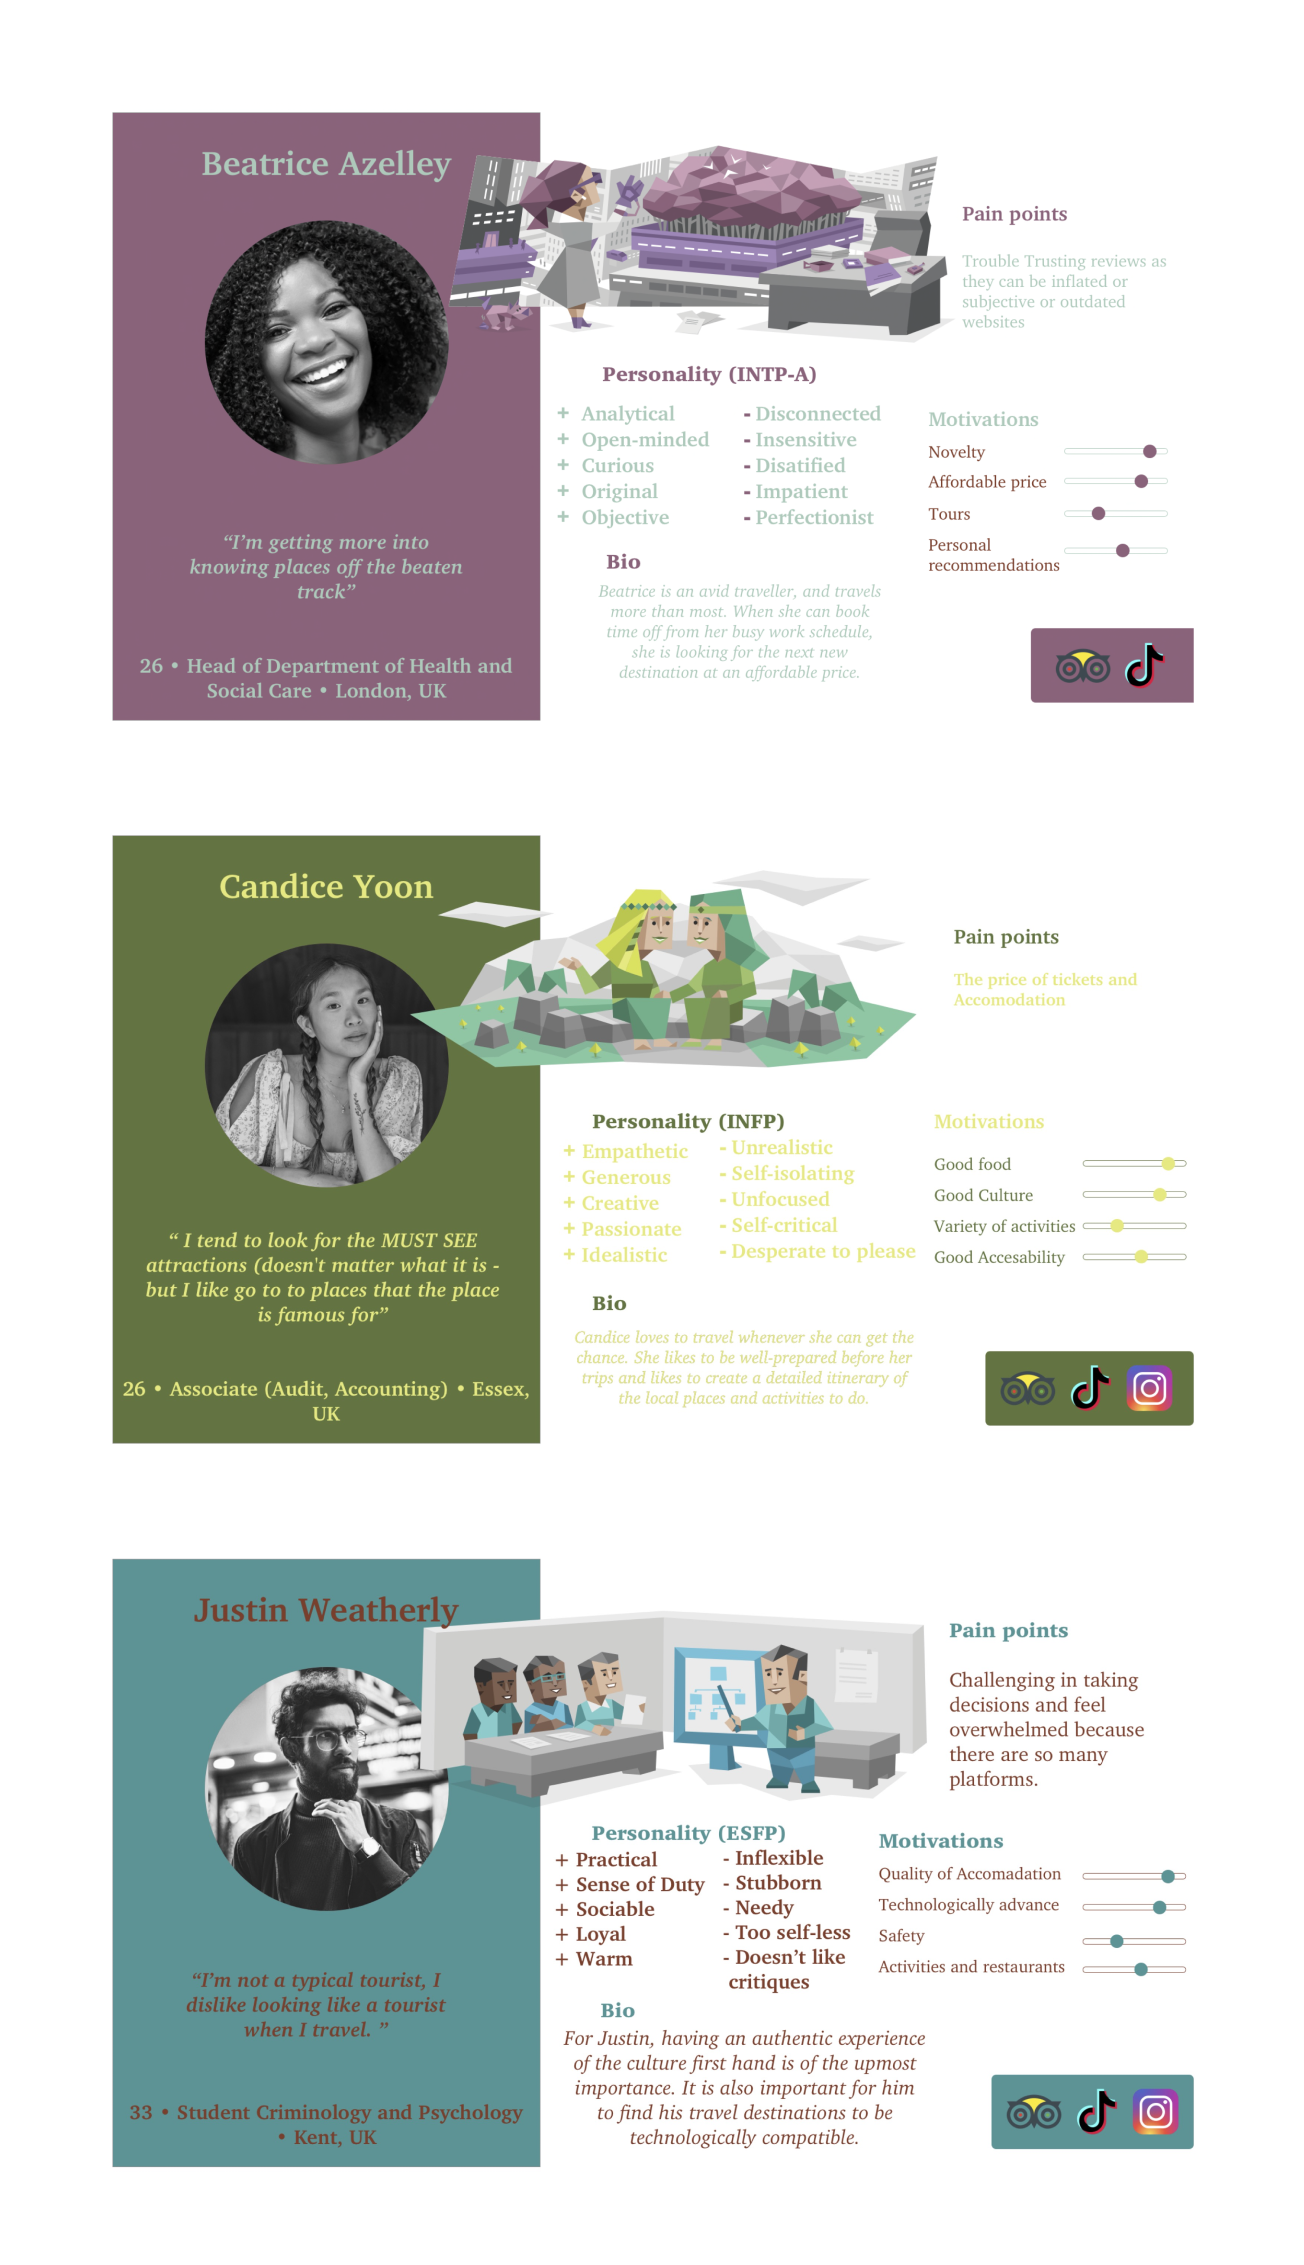 Beatrice Azelley
“I’m getting more into
knowing places off the beaten
track”
26 • Head of Department of Health and
Social Care • London, UK
Pain points
Trouble Trusting reviews as
they can be inflated or
subjective or outdated
websites
Personality (INTP-A)
+ Analytical
+ Open-minded
+ Curious
+ Original
+ Objective
- Disconnected
- Insensitive
- Disatified
- Impatient
- Perfectionist
Motivations
Novelty
Affordable price
Tours
Personal
recommendations
Bio
Beatrice is an avid traveller, and travels
more than most. When she can book
time off from her busy work schedule,
she is looking for the next new
destination at an affordable price.
Candice Yoon
“ I tend to look for the MUST SEE
attractions (doesn't matter what it is -
but I like go to to places that the place
is famous for”
26 • Associate (Audit, Accounting) • Essex,
UK
Pain points
The price of tickets and
Accomodation
Personality (INFP)
+ Empathetic
+ Generous
+ Creative
+ Passionate
+ Idealistic
- Unrealistic
- Self-isolating
- Unfocused
- Self-critical
- Desperate to please
Motivations
Good food
Good Culture
Variety of activities
Good Accesability
Bio
Candice loves to travel whenever she can get the
chance. She likes to be well-prepared before her
trips and likes to create a detailed itinerary of
the local places and activities to do.
Justin Weatherly
“I’m not a typical tourist, I
dislike looking like a tourist
when I travel. ”
33 • Student Criminology and Psychology
• Kent, UK
Pain points
Challenging in taking
decisions and feel
overwhelmed because
there are so many
platforms.
Personality (ESFP)
+ Practical
+ Sense of Duty
+ Sociable
+ Loyal
+ Warm
- Inflexible
- Stubborn
- Needy
- Too self-less
- Doesn’t like
critiques
Motivations
Quality of Accomadation
Technologically advance
Safety
Activities and restaurants
Bio
For Justin, having an authentic experience
of the culture first hand is of the upmost
importance. It is also important for him
to find his travel destinations to be
technologically compatible.